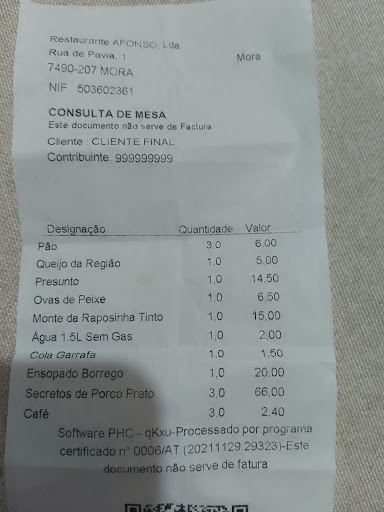 Restaurante AFONSO, Lda
Rua de Pavia, 1 Mora
7490-207 MORA
NIF 503602361
CONSULTA DE MESA
Este documento não serve de Factura
Cliente : CLIENTE FINAL
Contribuinte: 999999999
Designação Quantidade Valor
Pão 3,0 6,00
Queijo da Região 1,0 5,00
Presunto 1,0 14,50
Ovas de Peixe 1,0 6,50
Monte da Raposinha Tinto 1,0 15,00
Água 1.5L Sem Gas 1,0 2,00
Cola Garrafa 1,0 1,50
Ensopado Borrego 1,0 20,00
Secretos de Porco Preto 3,0 66,00
Café 3,0 2,40
Software PHC - qKxu-Processado por programa
certificado nº 0006/AT (20211129 29323)-Este
documento não serve de fatura